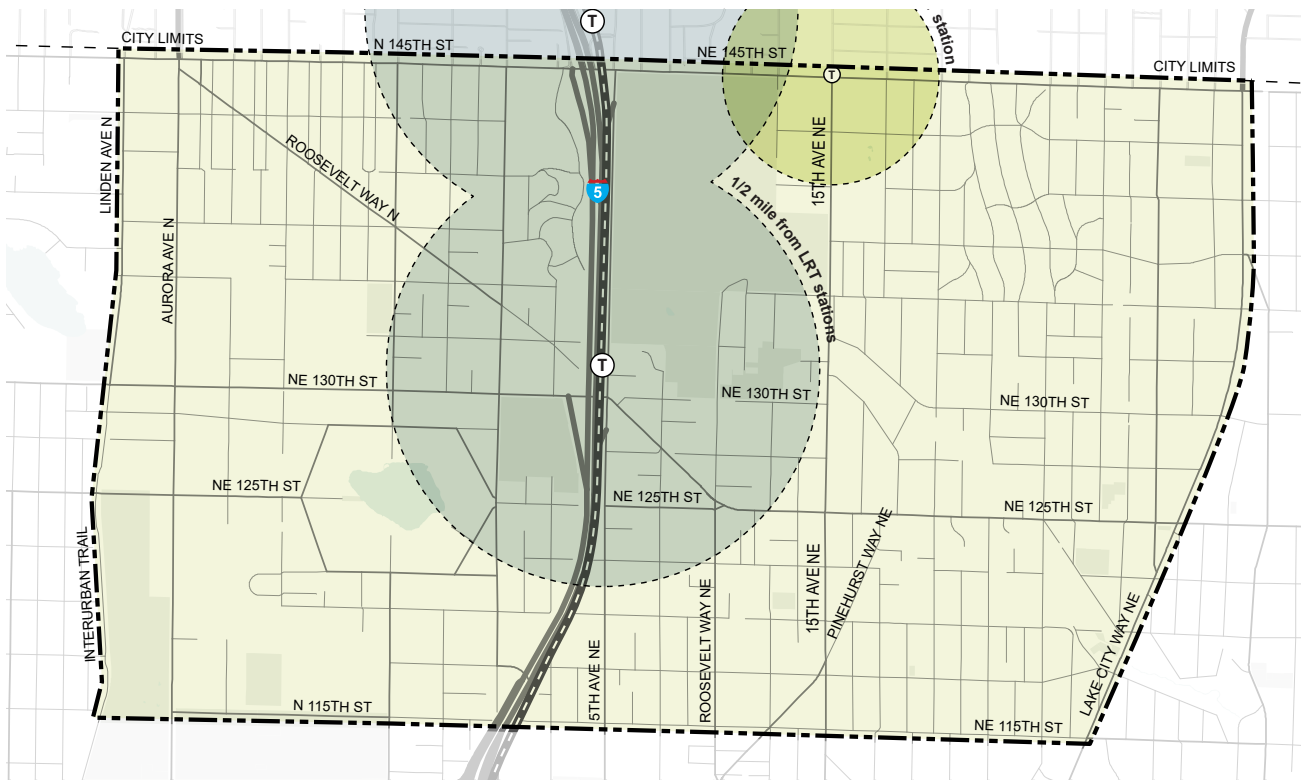 T
station
CITY LIMITS
N 145TH ST
NE 145TH ST
CITY LIMITS
T
LINDEN AVE N
ROOSEVELT WAY N
15TH AVE NE
5
1/2 mile from LRT stations
AURORA AVE N
T
NE 130TH ST
NE 130TH ST
NE 130TH ST
NE 125TH ST
NE 125TH ST
NE 125TH ST
INTERURBAN TRAIL
15TH AVE NE
PINEHURST WAY NE
5TH AVE NE
ROOSEVELT WAY NE
LAKE CITY WAY NE
N 115TH ST
NE 115TH ST